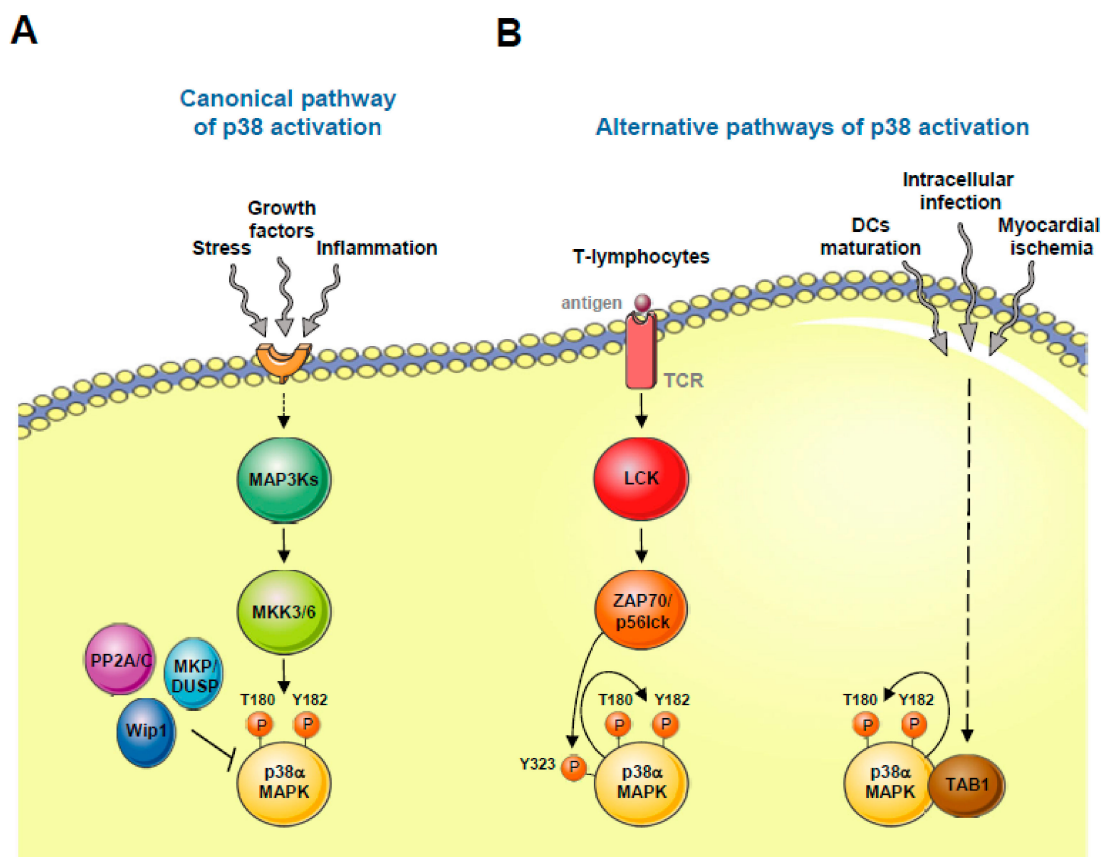 A
Canonical pathway
of p38 activation
Growth
factors
Stress
Inflammation
MAP3Ks
MKK3/6
PP2A/C
MKP/
DUSP
Wip1
T180
Y182
P
P
p38α
MAPK
B
Alternative pathways of p38 activation
T-lymphocytes
antigen
TCR
LCK
ZAP70/
p56lck
T180
Y182
P
P
Y323
P
p38α
MAPK
Intracellular
infection
DCs
maturation
Myocardial
ischemia
T180
Y182
P
P
p38α
MAPK
TAB1